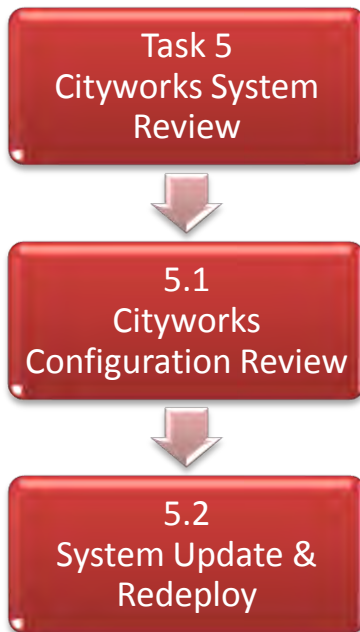 Task 5
Cityworks System
Review
5.1
Cityworks
Configuration Review
5.2
System Update &
Redeploy